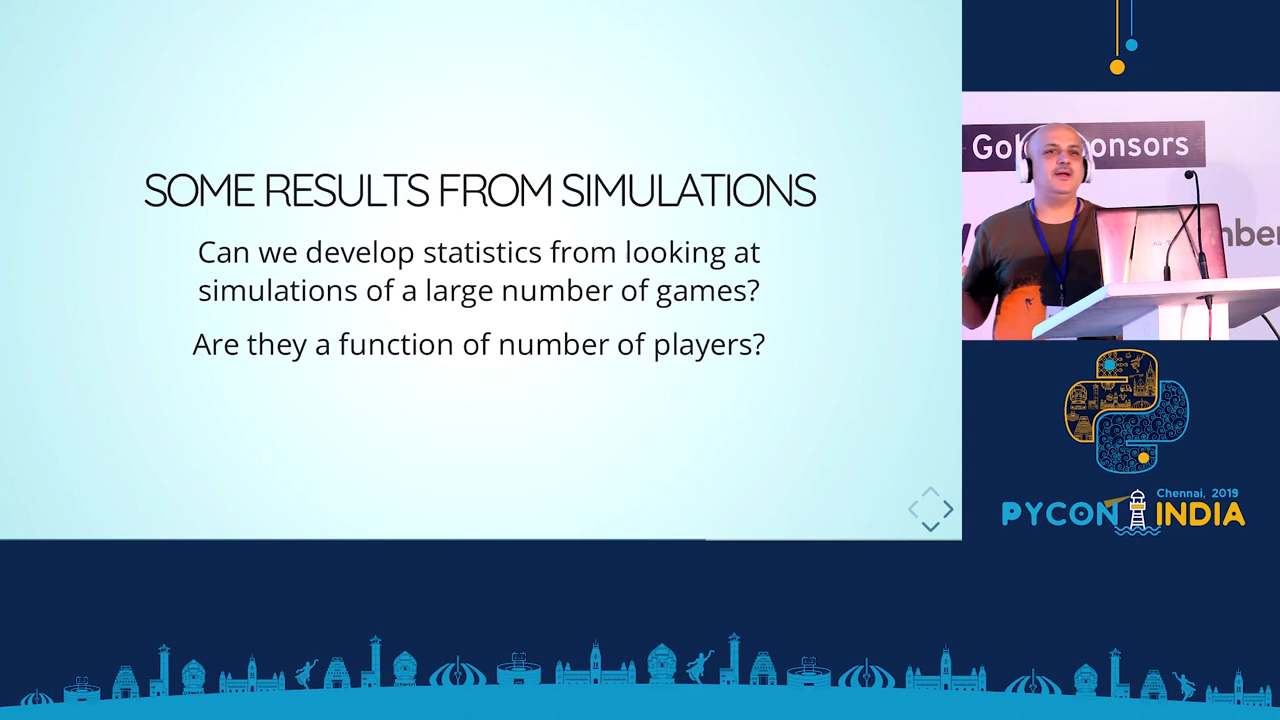 SOME RESULTS FROM SIMULATIONS
Can we develop statistics from looking at
simulations of a large number of games?
Are they a function of number of players?
Chennai, 2019
PYCON INDIA